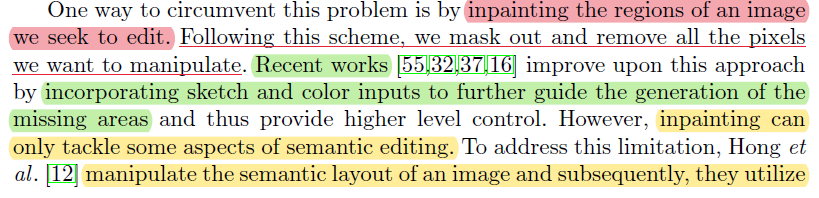 One way to circumvent this problem is by inpainting the regions of an image
we seek to edit. Following this scheme, we mask out and remove all the pixels
we want to manipulate. Recent works [55,32,37,16] improve upon this approach
by incorporating sketch and color inputs to further guide the generation of the
missing areas and thus provide higher level control. However, inpainting can
only tackle some aspects of semantic editing. To address this limitation, Hong et
al. [12] manipulate the semantic layout of an image and subsequently, they utilize